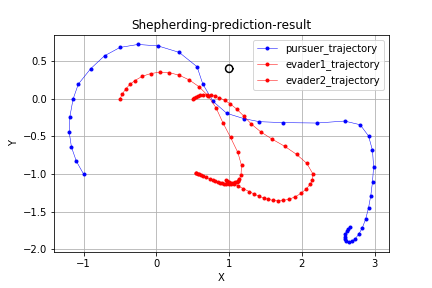 Shepherding-prediction-result
pursuer_trajectory
evader1_trajectory
evader2_trajectory
0.5
0.0
−0.5
−1.0
−1.5
−2.0
Y
−1
0
1
2
3
X